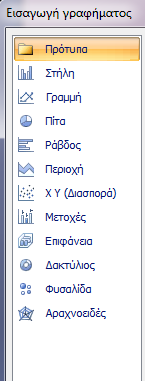 Εισαγωγή γραφήματος
Πρότυπα
Στήλη
Γραμμή
Πίτα
Ράβδος
Περιοχή
X Y (Διασπορά)
Μετοχές
Επιφάνεια
Δακτύλιος
Φυσαλίδα
Αραχνοειδές